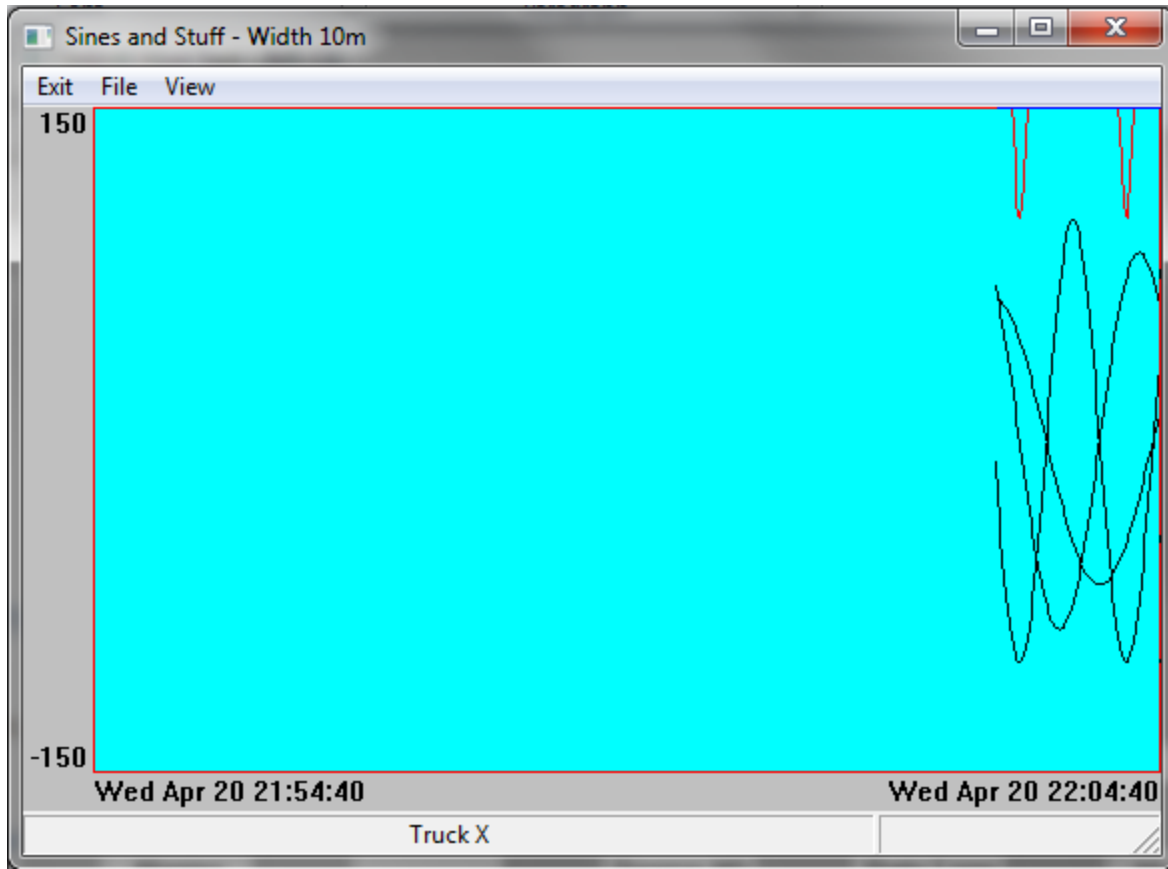 Sines and Stuff - Width 10m
Exit File View
150
-150
Wed Apr 20 21:54:40 Wed Apr 20 22:04:40
Truck X